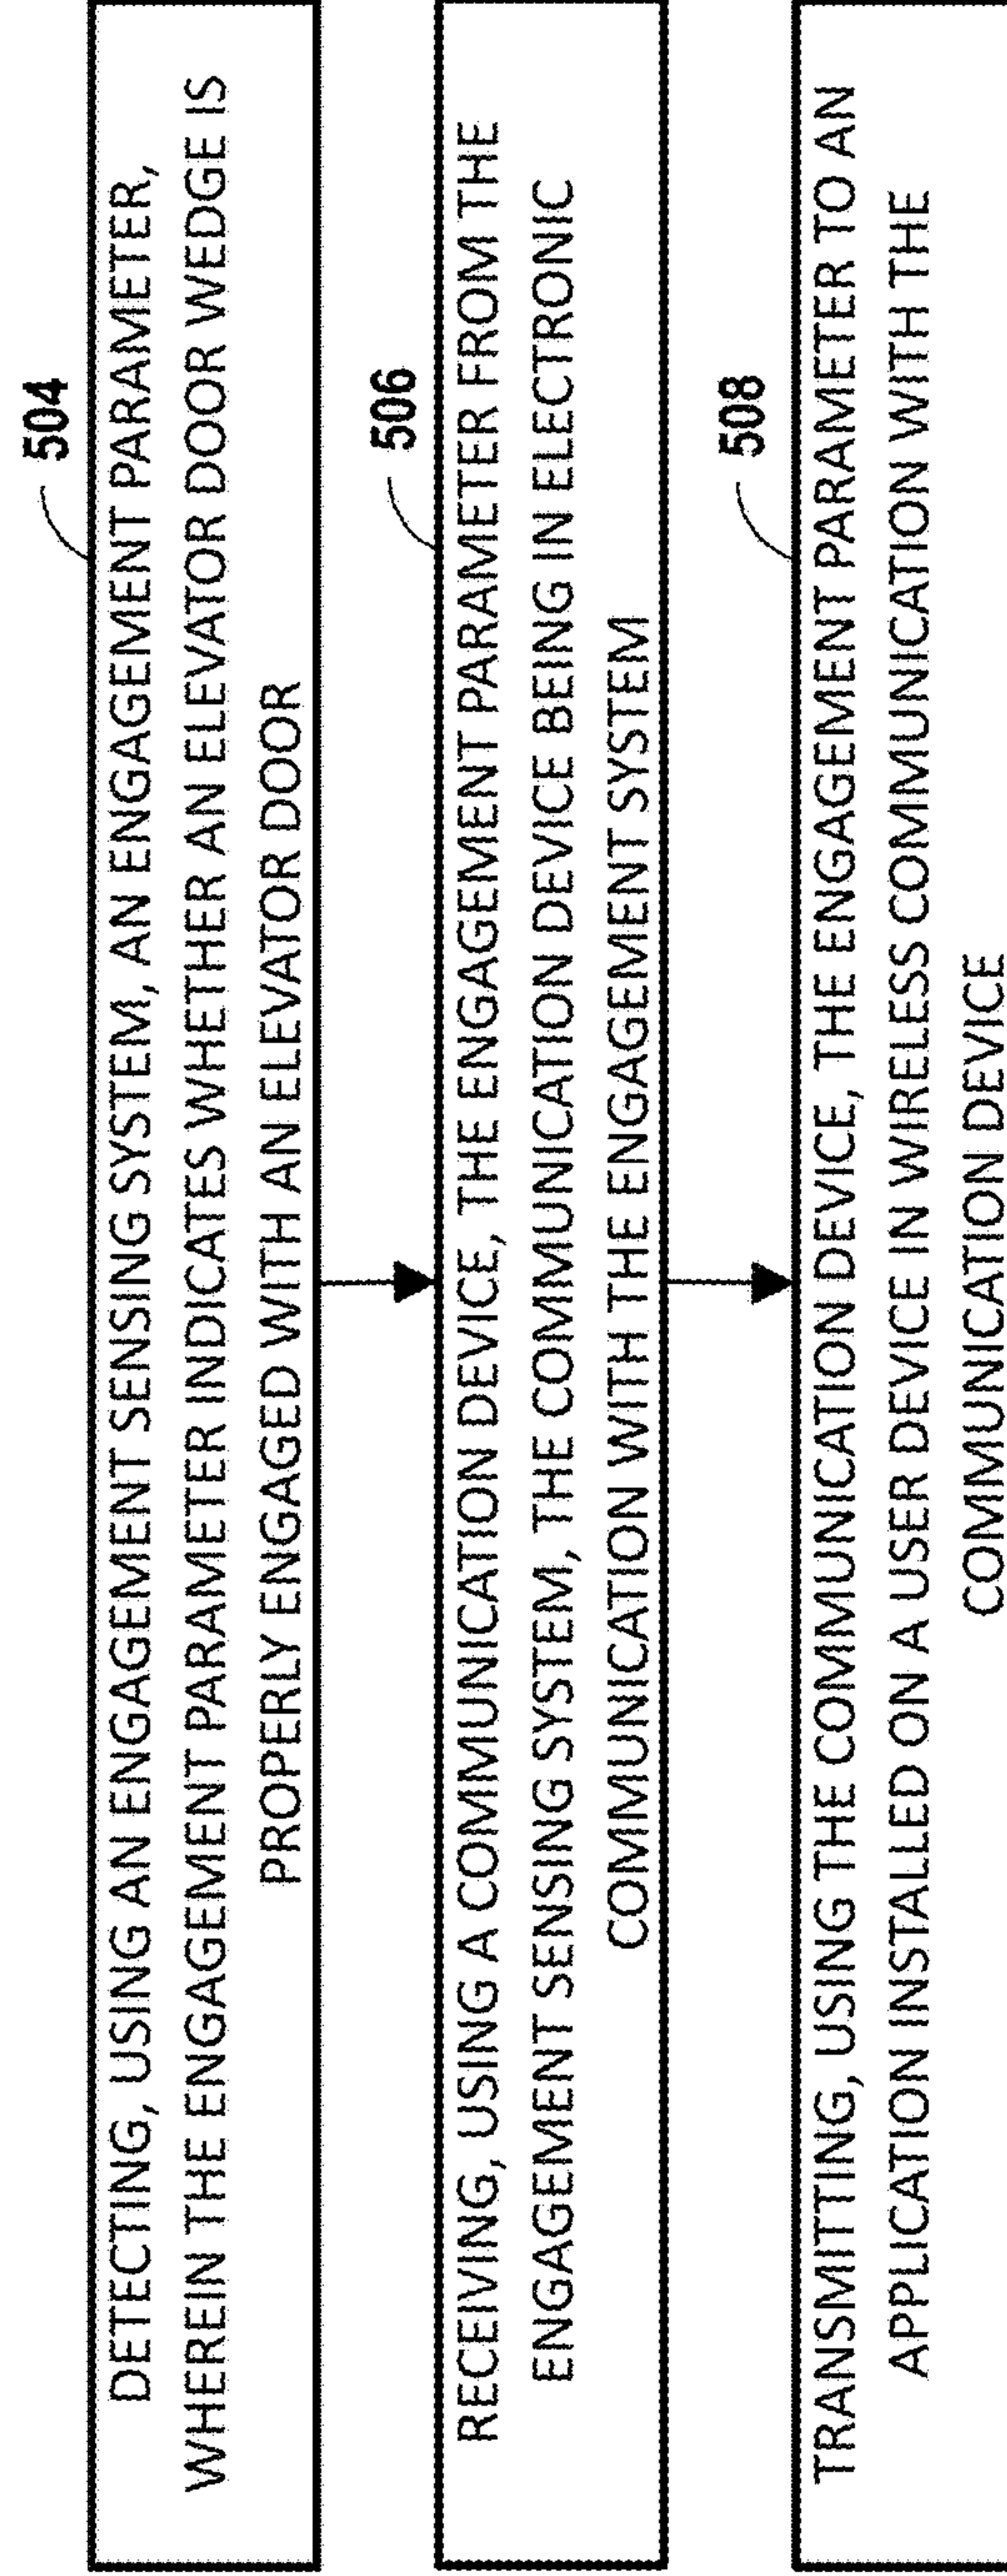 504
DETECTING, USING AN ENGAGEMENT SENSING SYSTEM, AN ENGAGEMENT PARAMETER,
WHEREIN THE ENGAGEMENT PARAMETER INDICATES WHETHER AN ELEVATOR DOOR WEDGE IS
PROPERLY ENGAGED WITH AN ELEVATOR DOOR
506
RECEIVING, USING A COMMUNICATION DEVICE, THE ENGAGEMENT PARAMETER FROM THE
ENGAGEMENT SENSING SYSTEM, THE COMMUNICATION DEVICE BEING IN ELECTRONIC
COMMUNICATION WITH THE ENGAGEMENT SYSTEM
508
TRANSMITTING, USING THE COMMUNICATION DEVICE, THE ENGAGEMENT PARAMETER TO AN
APPLICATION INSTALLED ON A USER DEVICE IN WIRELESS COMMUNICATION WITH THE
COMMUNICATION DEVICE